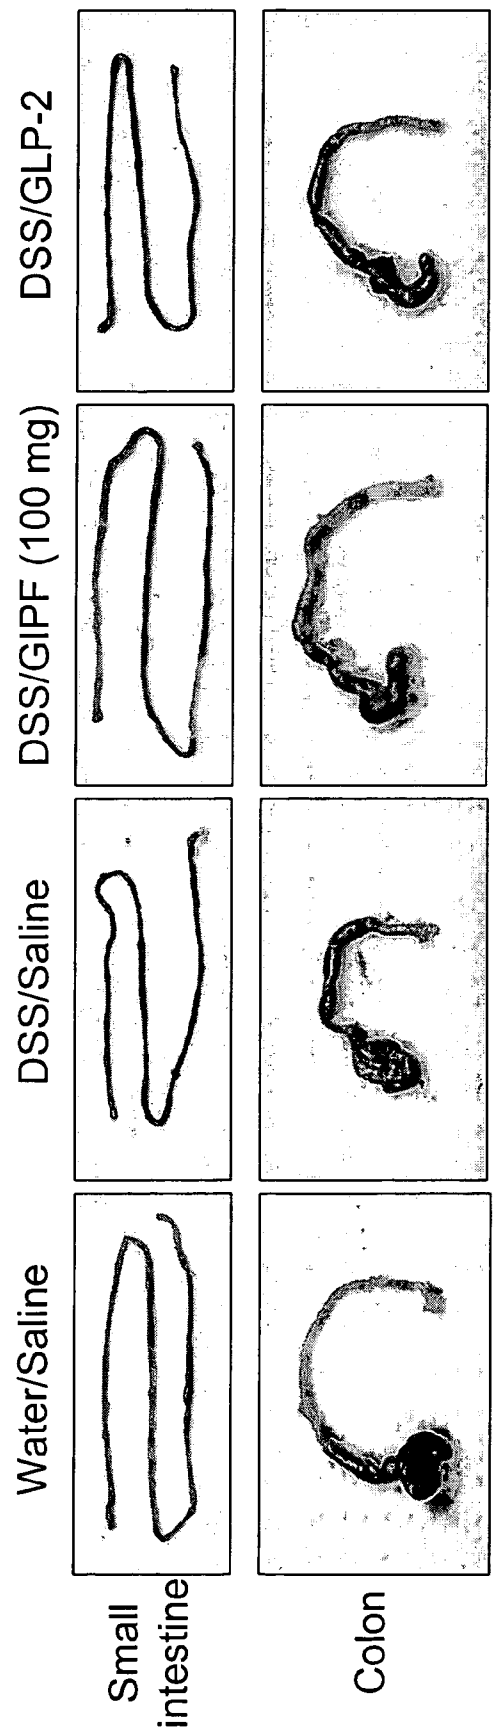 Water/Saline
DSS/Saline
DSS/GIPF (100 mg)
DSS/GLP-2
Small
intestine
Colon